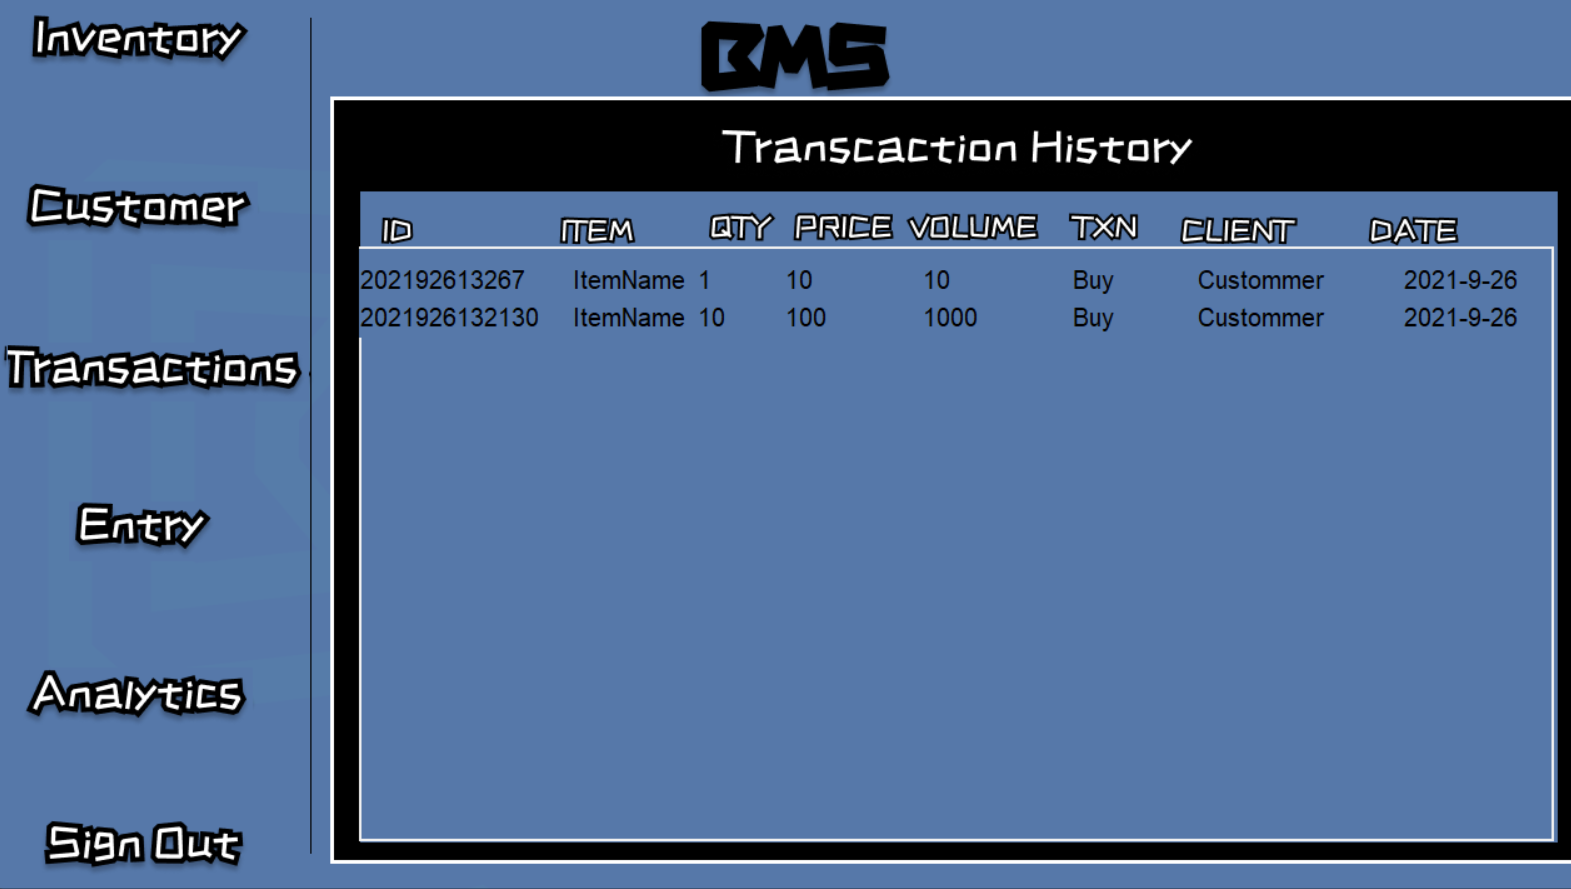 Inventory
BMS
Transcaction History
Customer
ID ITEM QTY PRICE VOLUME TXN CLIENT DATE
202192613267 ItemName 1 10 10 Buy Custommer 2021-9-26
2021926132130 ItemName 10 100 1000 Buy Custommer 2021-9-26
Transactions
Entry
Analytics
Sign Out